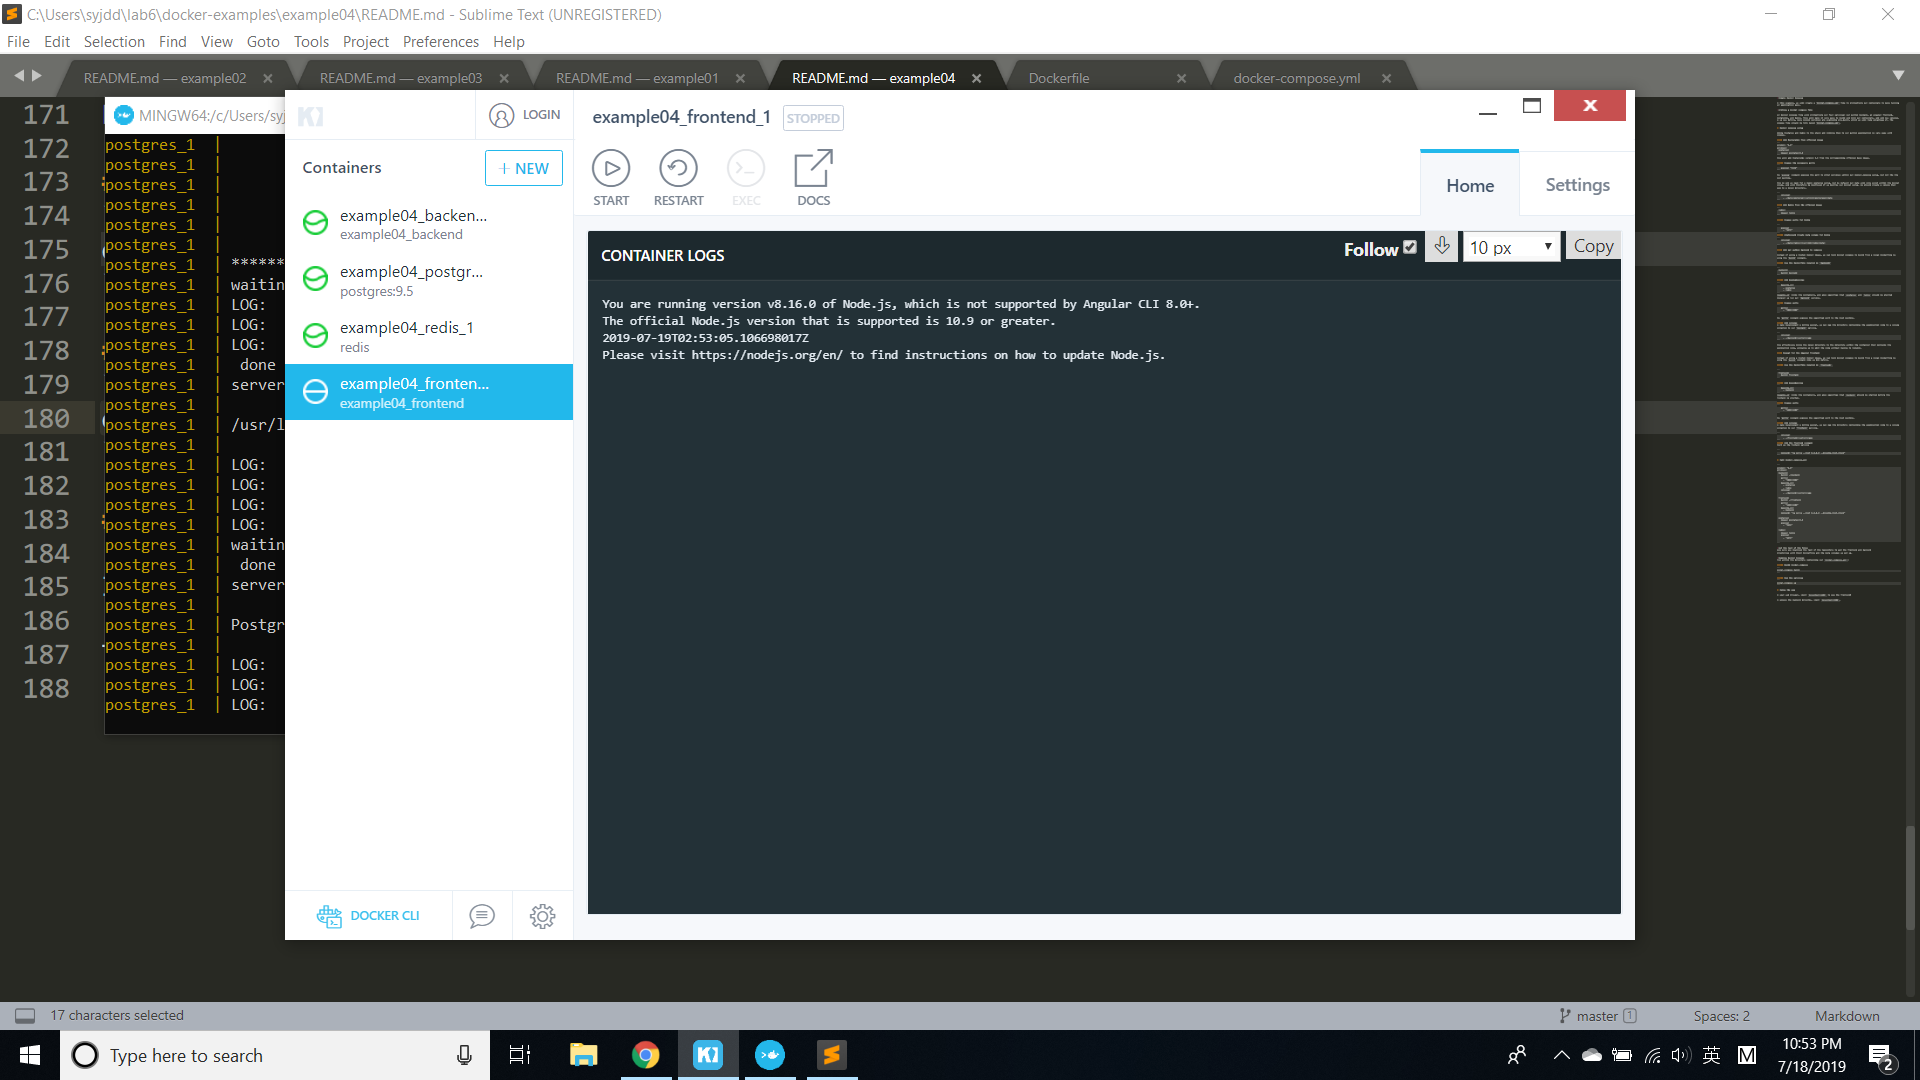 C:\Users\syjdd\lab6\docker-examples\example04\README.md - Sublime Text (UNREGISTERED)
File Edit Selection Find View Goto Tools Project Preferences Help
README.md — example02
README.md — example03
README.md — example01
README.md — example04
Dockerfile
docker-compose.yml
171
172
173
174
175
176
177
178
179
180
181
182
183
184
185
186
187
188
MINGW64:/c/Users/syj
postgres_1 |
postgres_1 |
postgres_1 |
postgres_1 |
postgres_1 |
postgres_1 |
postgres_1 | ******
postgres_1 | waitin
postgres_1 | LOG:
postgres_1 | LOG:
postgres_1 | LOG:
postgres_1 | done
postgres_1 | server
postgres_1 |
postgres_1 | /usr/l
postgres_1 |
postgres_1 | LOG:
postgres_1 | LOG:
postgres_1 | LOG:
postgres_1 | LOG:
postgres_1 | waitin
postgres_1 | done
postgres_1 | server
postgres_1 |
postgres_1 | Postgr
postgres_1 |
postgres_1 | LOG:
postgres_1 | LOG:
postgres_1 | LOG:
LOGIN
Containers
+ NEW
example04_backen...
example04_backend
example04_postgr...
postgres:9.5
example04_redis_1
redis
example04_fronten...
example04_frontend
DOCKER CLI
example04_frontend_1 STOPPED
START
RESTART
EXEC
DOCS
Home
Settings
CONTAINER LOGS
Follow
10 px
Copy
You are running version v8.16.0 of Node.js, which is not supported by Angular CLI 8.0+.
The official Node.js version that is supported is 10.9 or greater.
2019-07-19T02:53:05.106698017Z
Please visit https://nodejs.org/en/ to find instructions on how to update Node.js.
17 characters selected
master 1
Spaces: 2
Markdown
Type here to search
英
M
10:53 PM
7/18/2019
2